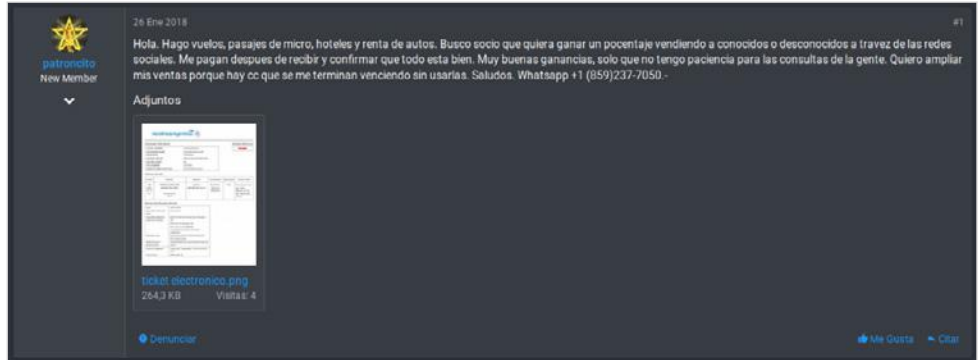 26 Ene 2018
#1
Hola. Hago vuelos, pasajes de micro, hoteles y renta de autos. Busco socio que quiera ganar un pocentaje vendiendo a conocidos o desconocidos a travez de las redes
sociales. Me pagan despues de recibir y confirmar que todo esta bien. Muy buenas ganancias, solo que no tengo paciencia para las consultas de la gente. Quiero ampliar
mis ventas porque hay cc que se me terminan venciendo sin usarlas. Saludos. Whatsapp +1 (859)237-7050.-
patroncito
New Member
Adjuntos
ticket electronico.png
264,3 KB
Visitas: 4
Denunciar
Me Gusta
Citar